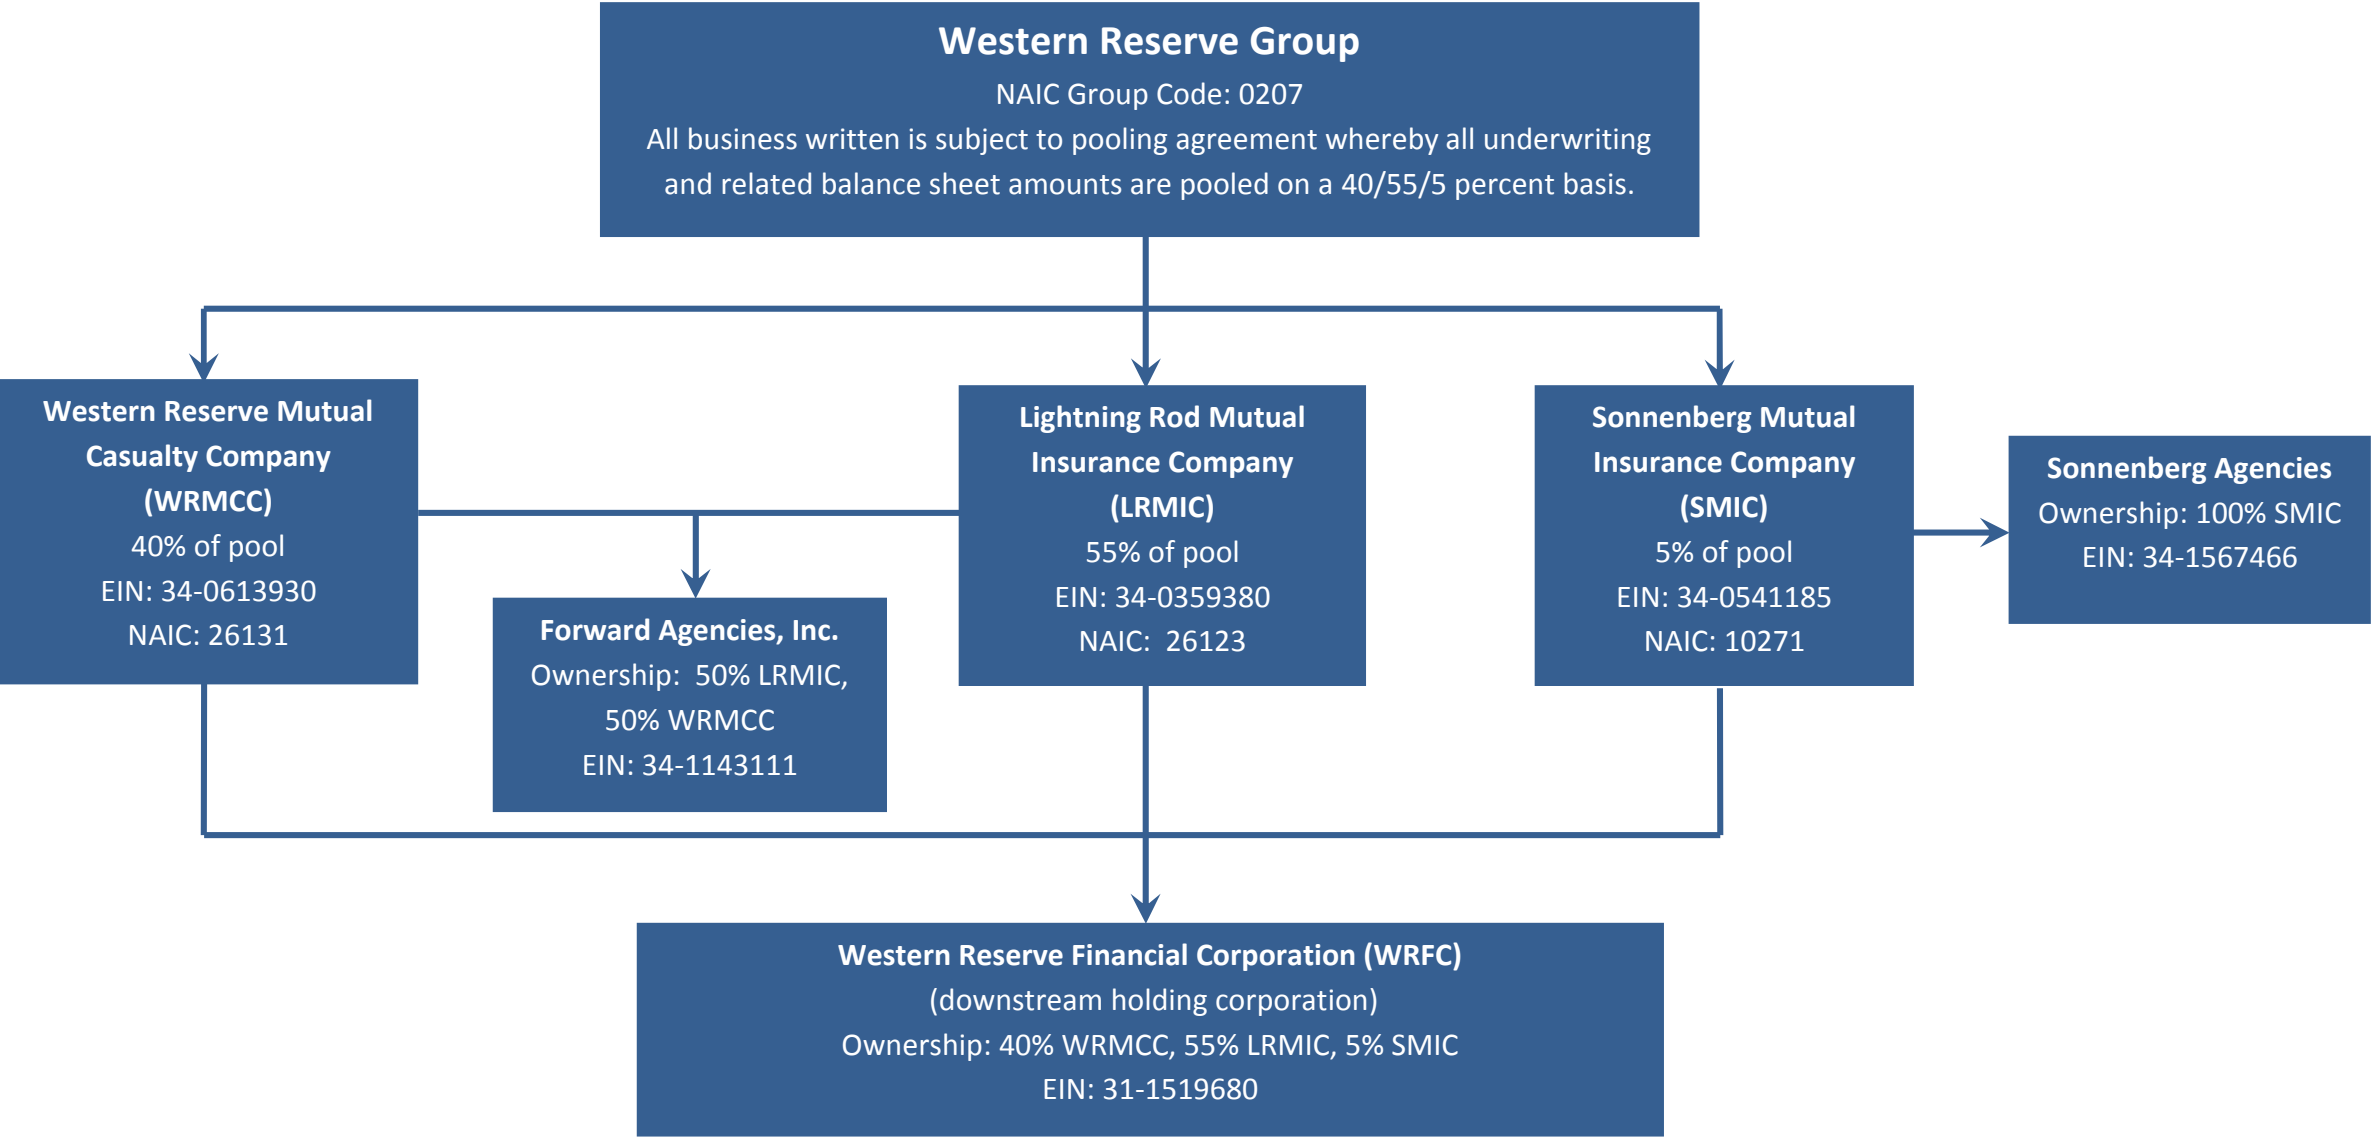 Western Reserve Group
NAIC Group Code: 0207
All business written is subject to pooling agreement whereby all underwriting
and related balance sheet amounts are pooled on a 40/55/5 percent basis.
Western Reserve Mutual
Casualty Company
(WRMCC)
40% of pool
EIN: 34-0613930
NAIC: 26131
Forward Agencies, Inc.
Ownership:  50% LRMIC,
50% WRMCC
EIN: 34-1143111
Lightning Rod Mutual
Insurance Company
(LRMIC)
55% of pool
EIN: 34-0359380
NAIC:  26123
Sonnenberg Mutual
Insurance Company
(SMIC)
5% of pool
EIN: 34-0541185
NAIC: 10271
Sonnenberg Agencies
Ownership: 100% SMIC
EIN: 34-1567466
Western Reserve Financial Corporation (WRFC)
(downstream holding corporation)
Ownership: 40% WRMCC, 55% LRMIC, 5% SMIC
EIN: 31-1519680